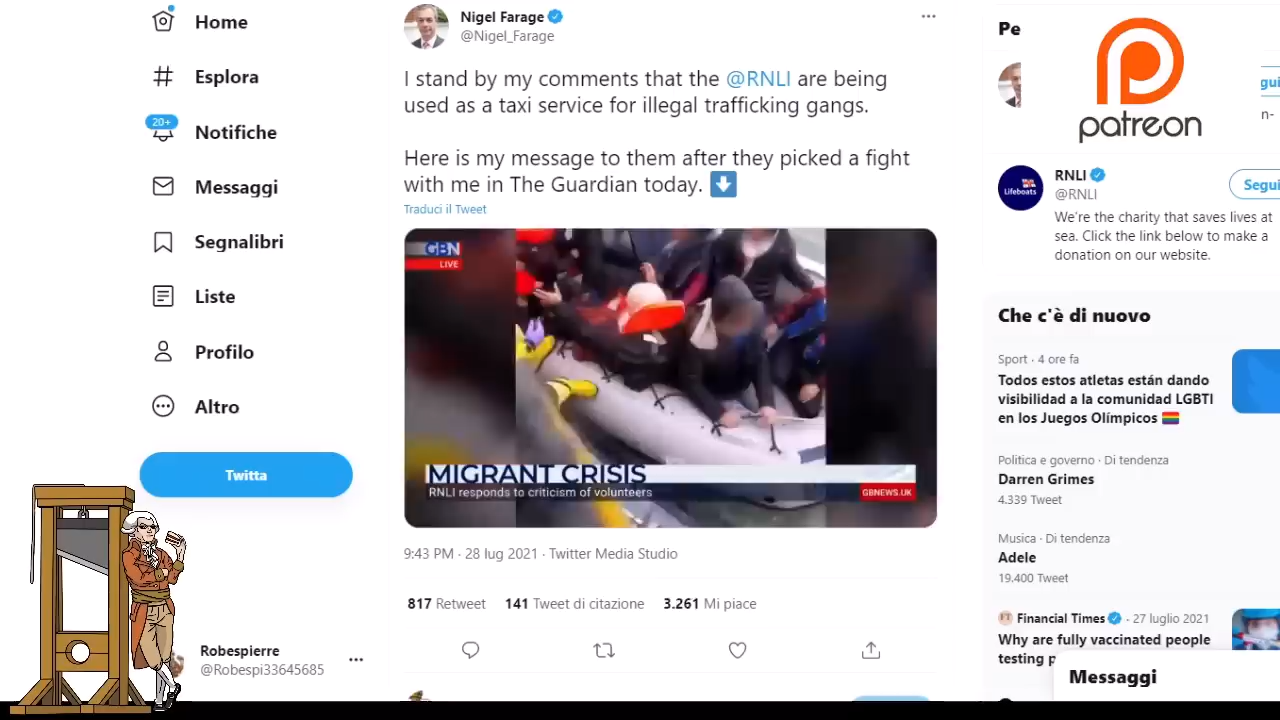 Home
Esplora
20+
Notifiche
Messaggi
Segnalibri
Liste
Profilo
Altro
Twitta
Robespierre
@Robespi33645685
Nigel Farage
@Nigel_Farage
I stand by my comments that the @RNLI are being
used as a taxi service for illegal trafficking gangs.
Here is my message to them after they picked a fight
with me in The Guardian today.
Traduci il Tweet
GBN
LIVE
MIGRANT CRISIS
RNLI responds to criticism of volunteers
GBNEWS.UK
9:43 PM · 28 lug 2021 · Twitter Media Studio
817 Retweet 141 Tweet di citazione 3.261 Mi piace
Pe
patreon
gui
n-
Lifeboats
RNLI
@RNLI
Segui
We're the charity that saves lives at
sea. Click the link below to make a
donation on our website.
Che c'è di nuovo
Sport · 4 ore fa
Todos estos atletas están dando
visibilidad a la comunidad LGBTI
en los Juegos Olímpicos
Politica e governo · Di tendenza
Darren Grimes
4.339 Tweet
Musica · Di tendenza
Adele
19.400 Tweet
Financial Times · 27 luglio 2021
Why are fully vaccinated people
testing p
Messaggi